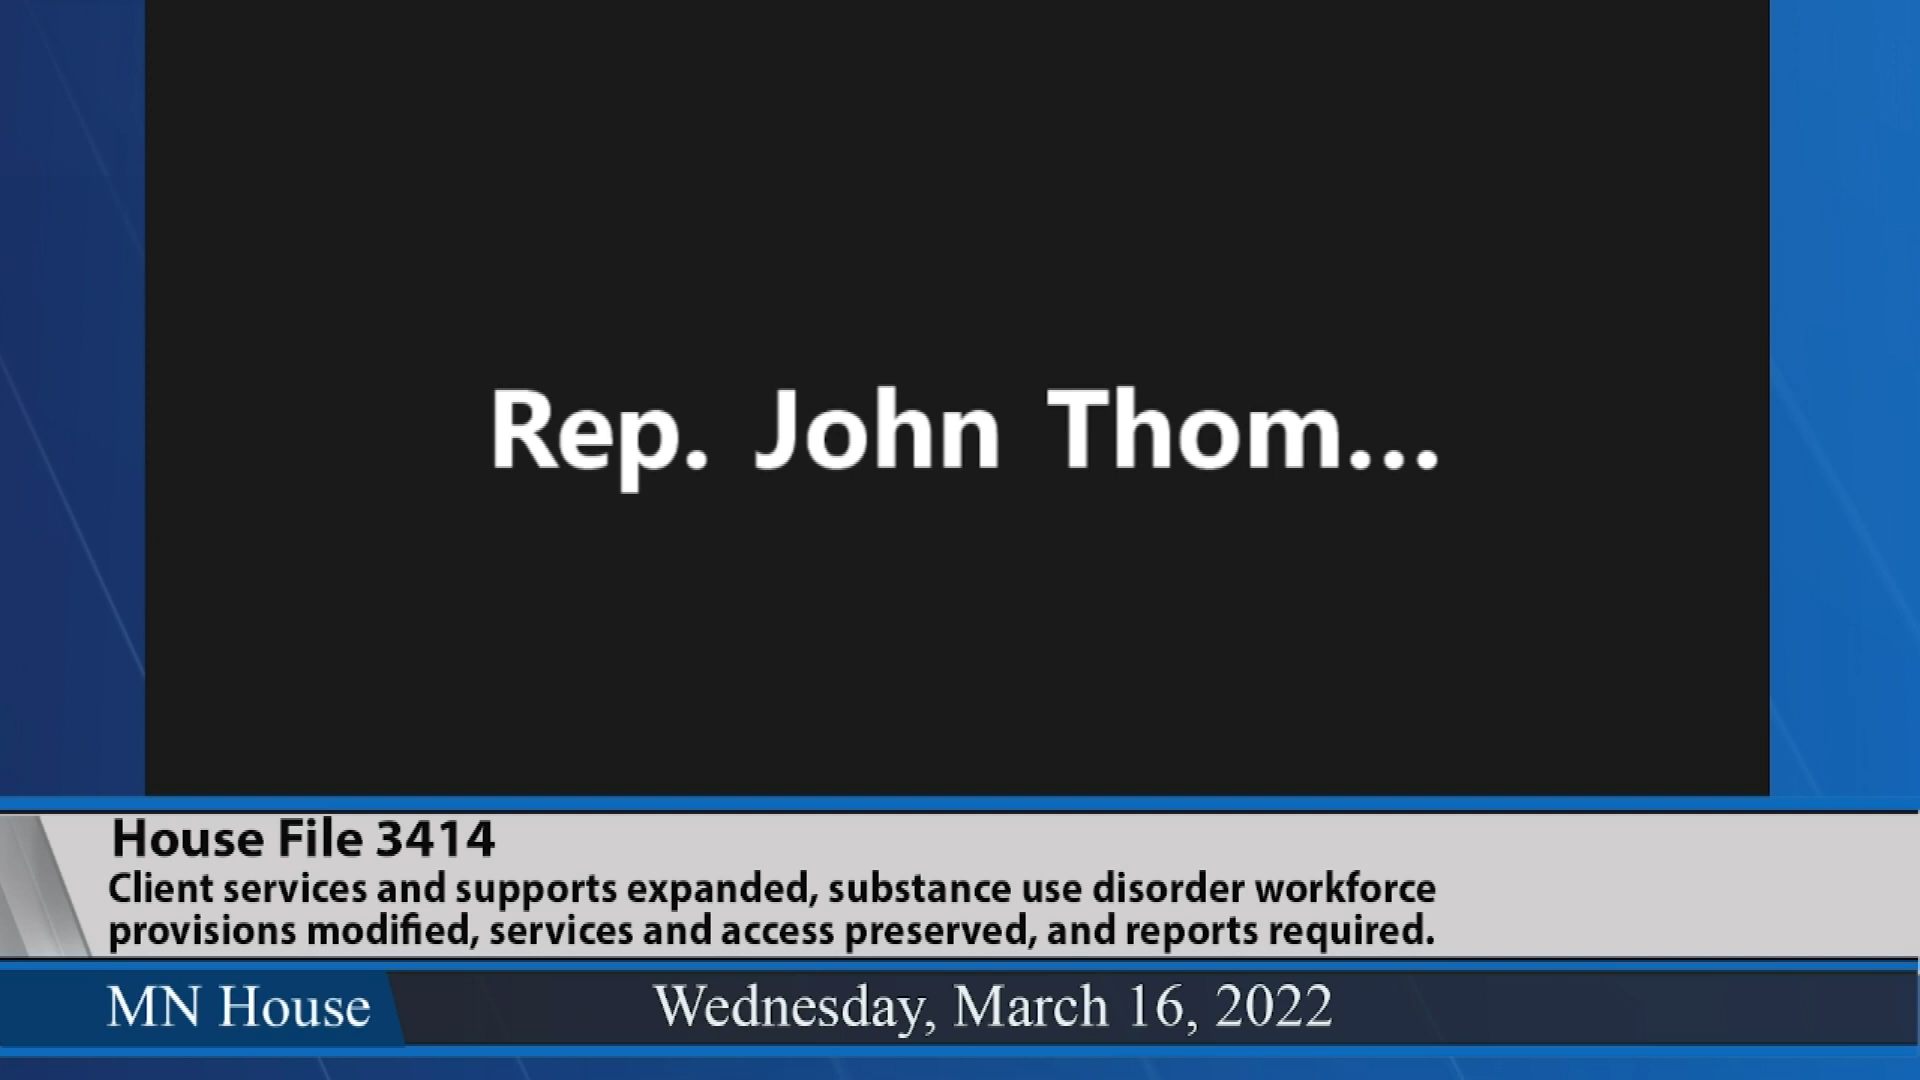 Rep. John Thom...
House File 3414
Client services and supports expanded, substance use disorder workforce
provisions modified, services and access preserved, and reports required.
MN House
Wednesday, March 16, 2022